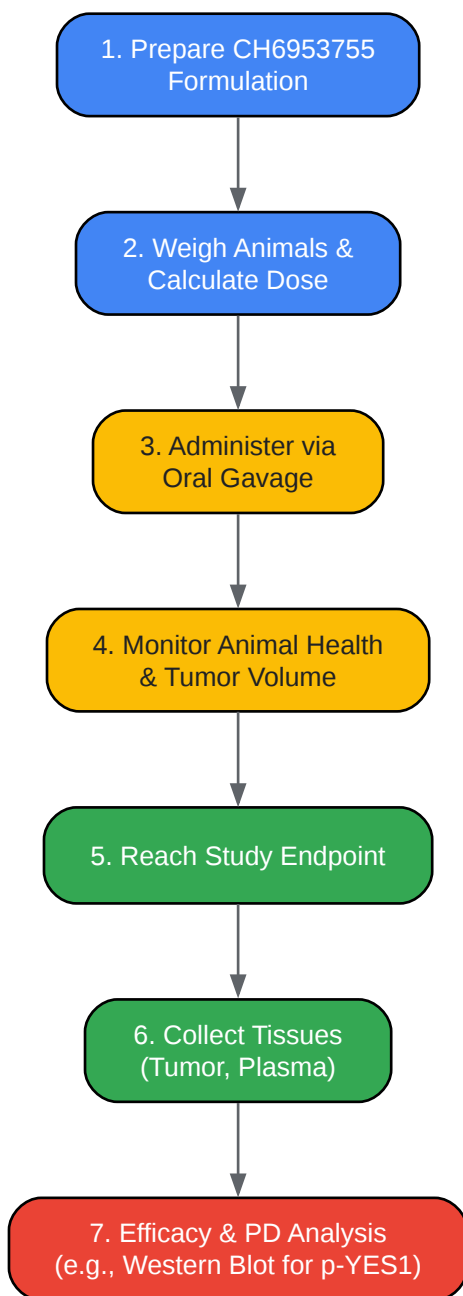 1. Prepare CH6953755
Formulation
2. Weigh Animals &
Calculate Dose
3. Administer via
Oral Gavage
4. Monitor Animal Health
& Tumor Volume
5. Reach Study Endpoint
6. Collect Tissues
(Tumor, Plasma)
7. Efficacy & PD Analysis
(e.g., Western Blot for p-YES1)